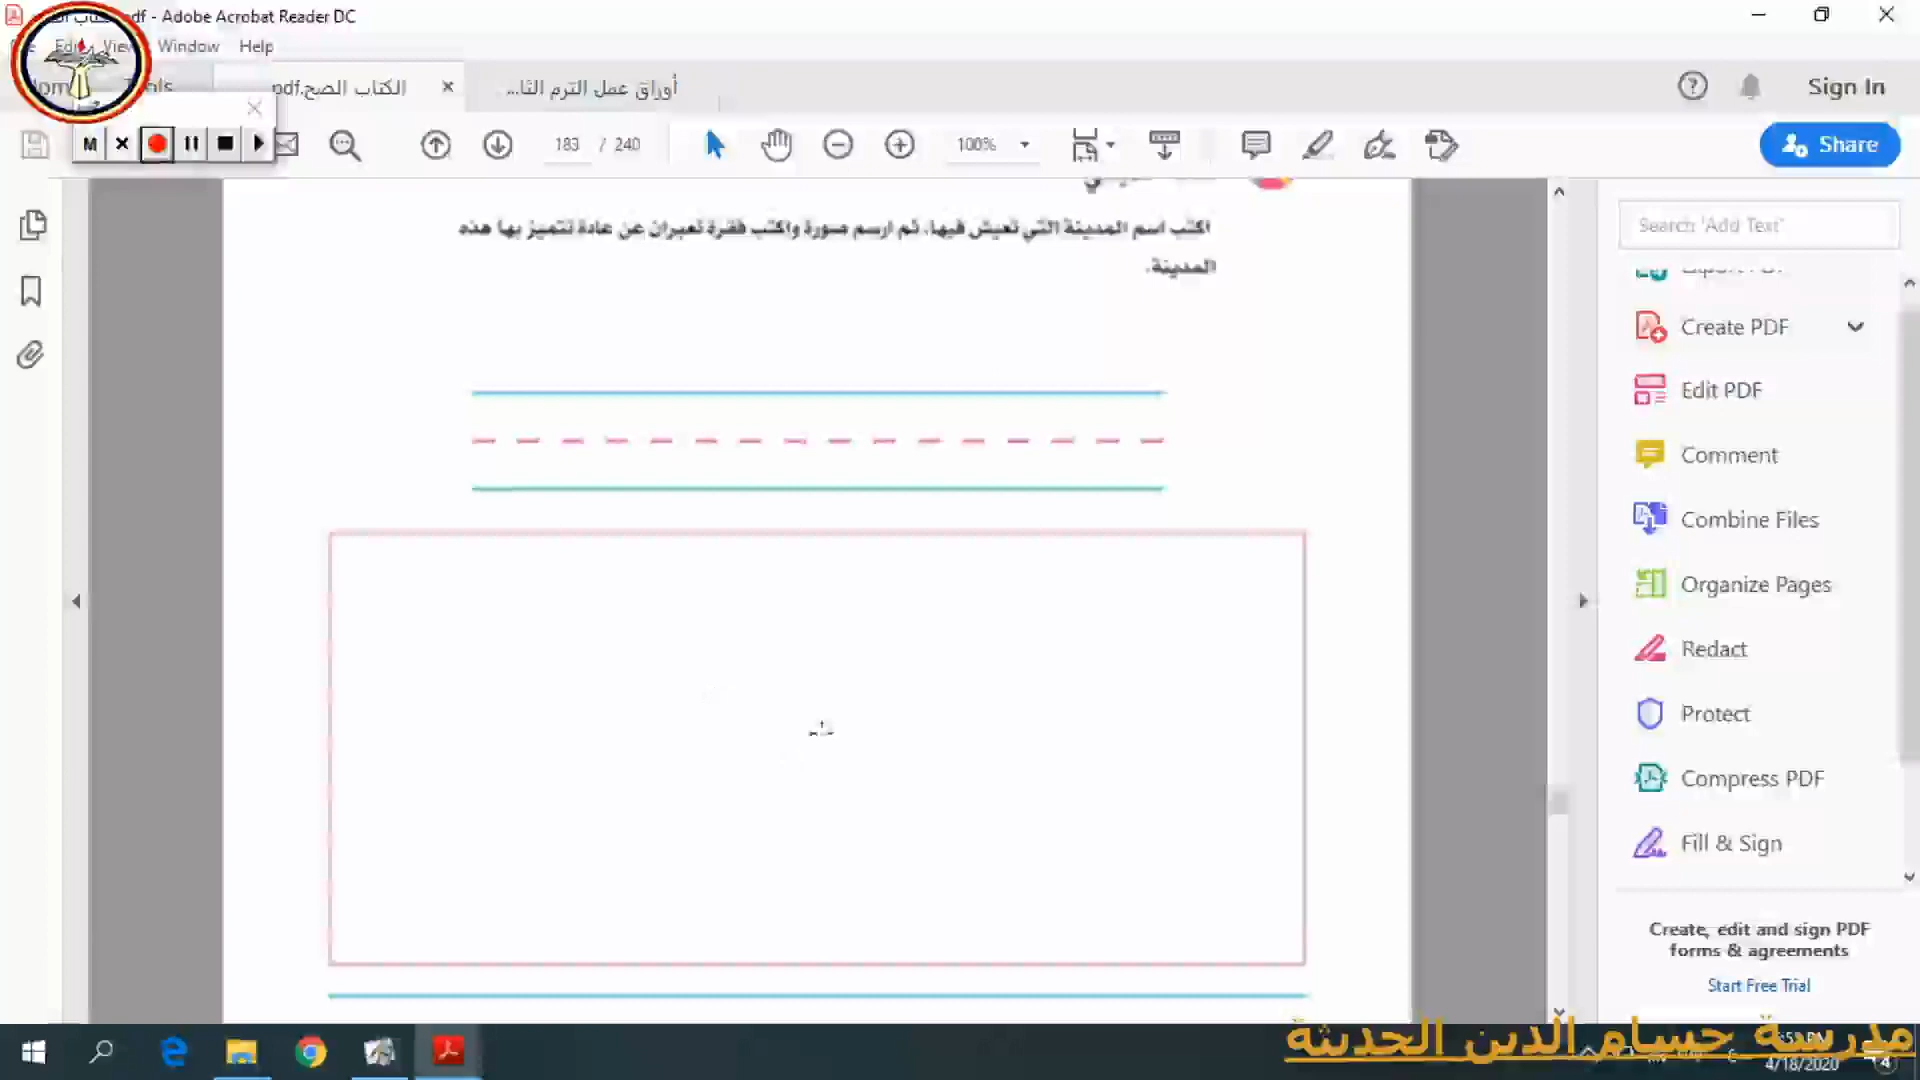 pdf - Adobe Acrobat Reader DC
Window Help
الكتاب الصح.pdf
أوراق عمل الترم الثا...
Sign In
M
183 / 240
100%
Share
اكتب اسم المدينة التي تعيش فيها، ثم ارسم صورة واكتب فقرة تعبران عن عادة تتميز بها هذه
المدينة.
Search 'Add Text'
Create PDF
Edit PDF
Comment
Combine Files
Organize Pages
Redact
Protect
Compress PDF
Fill & Sign
Create, edit and sign PDF
forms & agreements
Start Free Trial
مدرسة حسام الدين الحديثة
4/18/2020
4